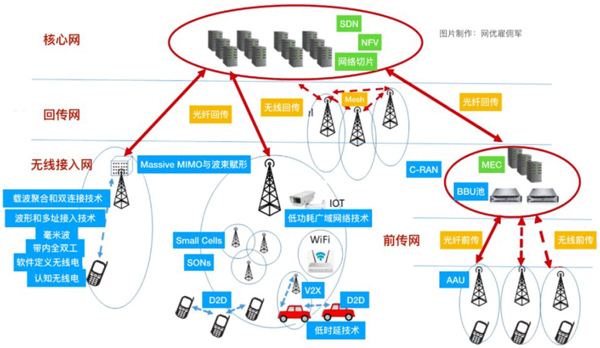 核心网
SDN
NFV
网络切片
图片制作：网优雇佣军
回传网
光纤回传
无线回传
Mesh
光纤回传
无线接入网
Massive MIMO与波束赋形
C-RAN
MEC
BBU池
载波聚合和双连接技术
波形和多址接入技术
毫米波
带内全双工
软件定义无线电
认知无线电
IOT
低功耗广域网络技术
Small Cells
SONs
WiFi
前传网
光纤前传
无线前传
AAU
V2X
D2D
D2D
低时延技术